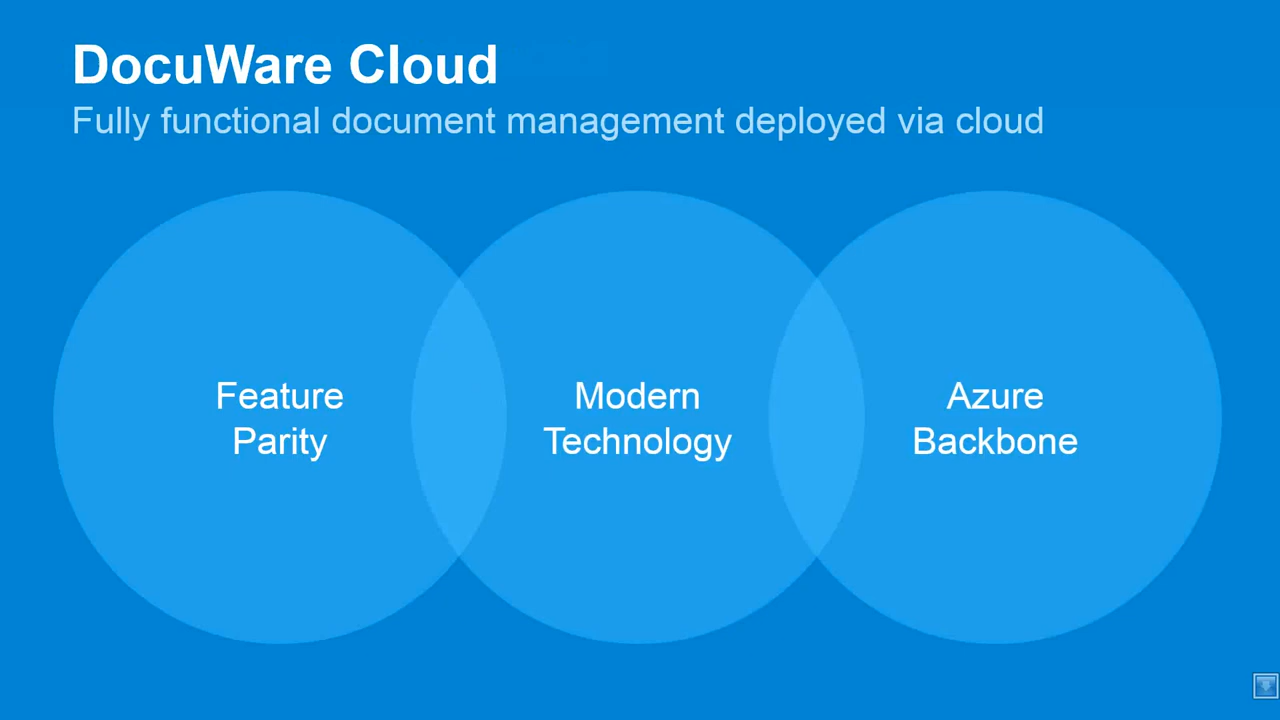 DocuWare Cloud
Fully functional document management deployed via cloud
Feature
Parity
Modern
Technology
Azure
Backbone